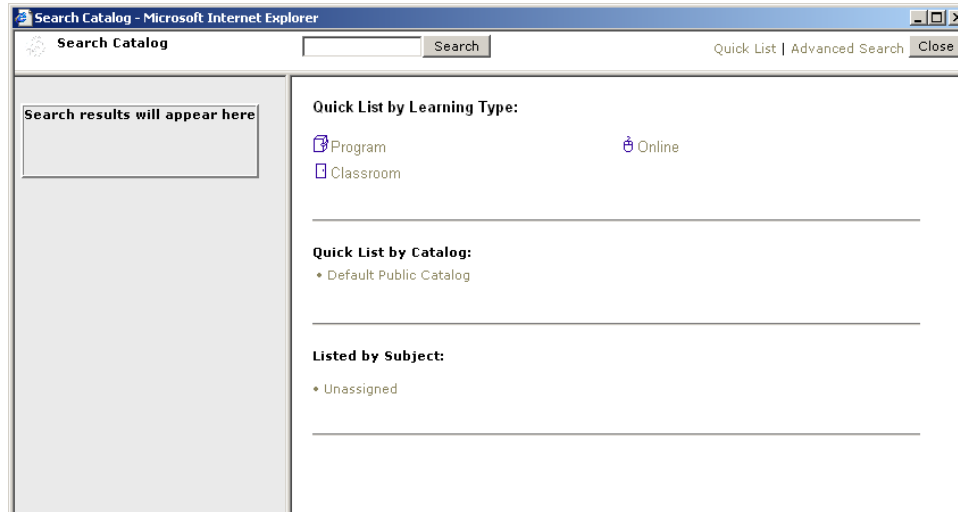 Search Catalog - Microsoft Internet Explorer
Search Catalog Search Quick List | Advanced Search Close
Search results will appear here
Quick List by Learning Type:
Program Online
Classroom
Quick List by Catalog:
• Default Public Catalog
Listed by Subject:
• Unassigned